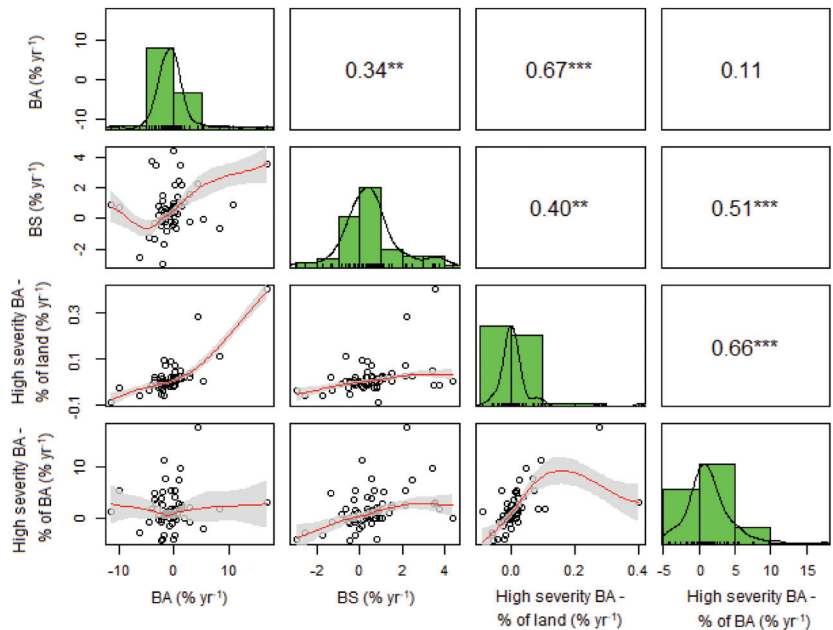 BA (% yr⁻¹)
-10 0 10
0.34**
0.67***
0.11
BS (% yr⁻¹)
-2 0 2 4
0.40**
0.51***
High severity BA -
% of land (% yr⁻¹)
-0.1 0.1 0.3
0.66***
High severity BA -
% of BA (% yr⁻¹)
0 10
-10 0 10
-2 0 2 4
0.0 0.2 0.4
-5 0 5 10 15
BA (% yr⁻¹)
BS (% yr⁻¹)
High severity BA -
% of land (% yr⁻¹)
High severity BA -
% of BA (% yr⁻¹)